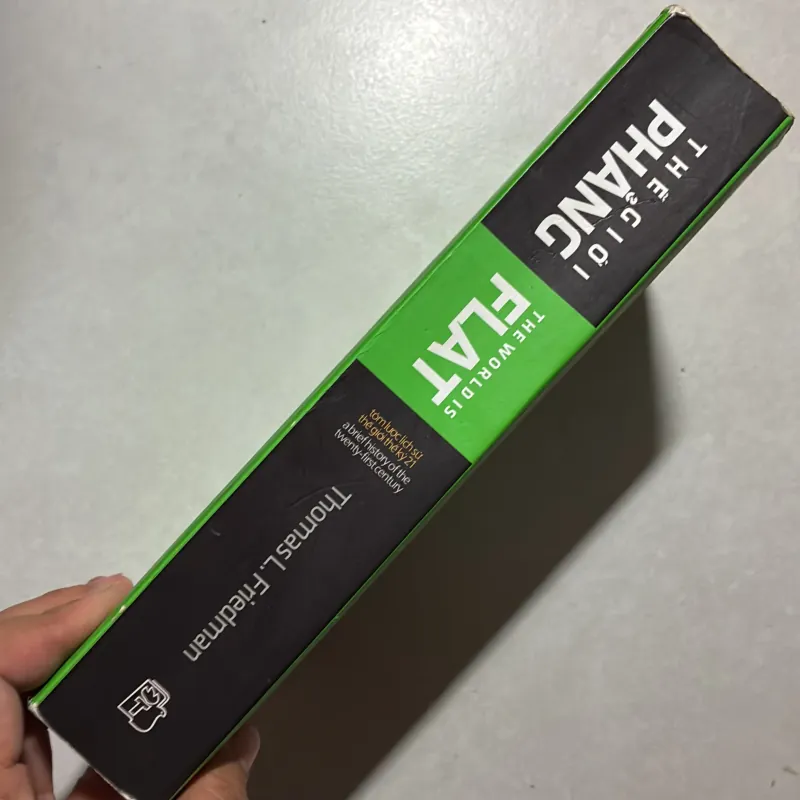 THẾ GIỚI
PHẲNG
THE WORLD IS
FLAT
tóm lược lịch sử
thế giới thế kỷ 21
a brief history of the
twenty-first century
Thomas L. Friedman